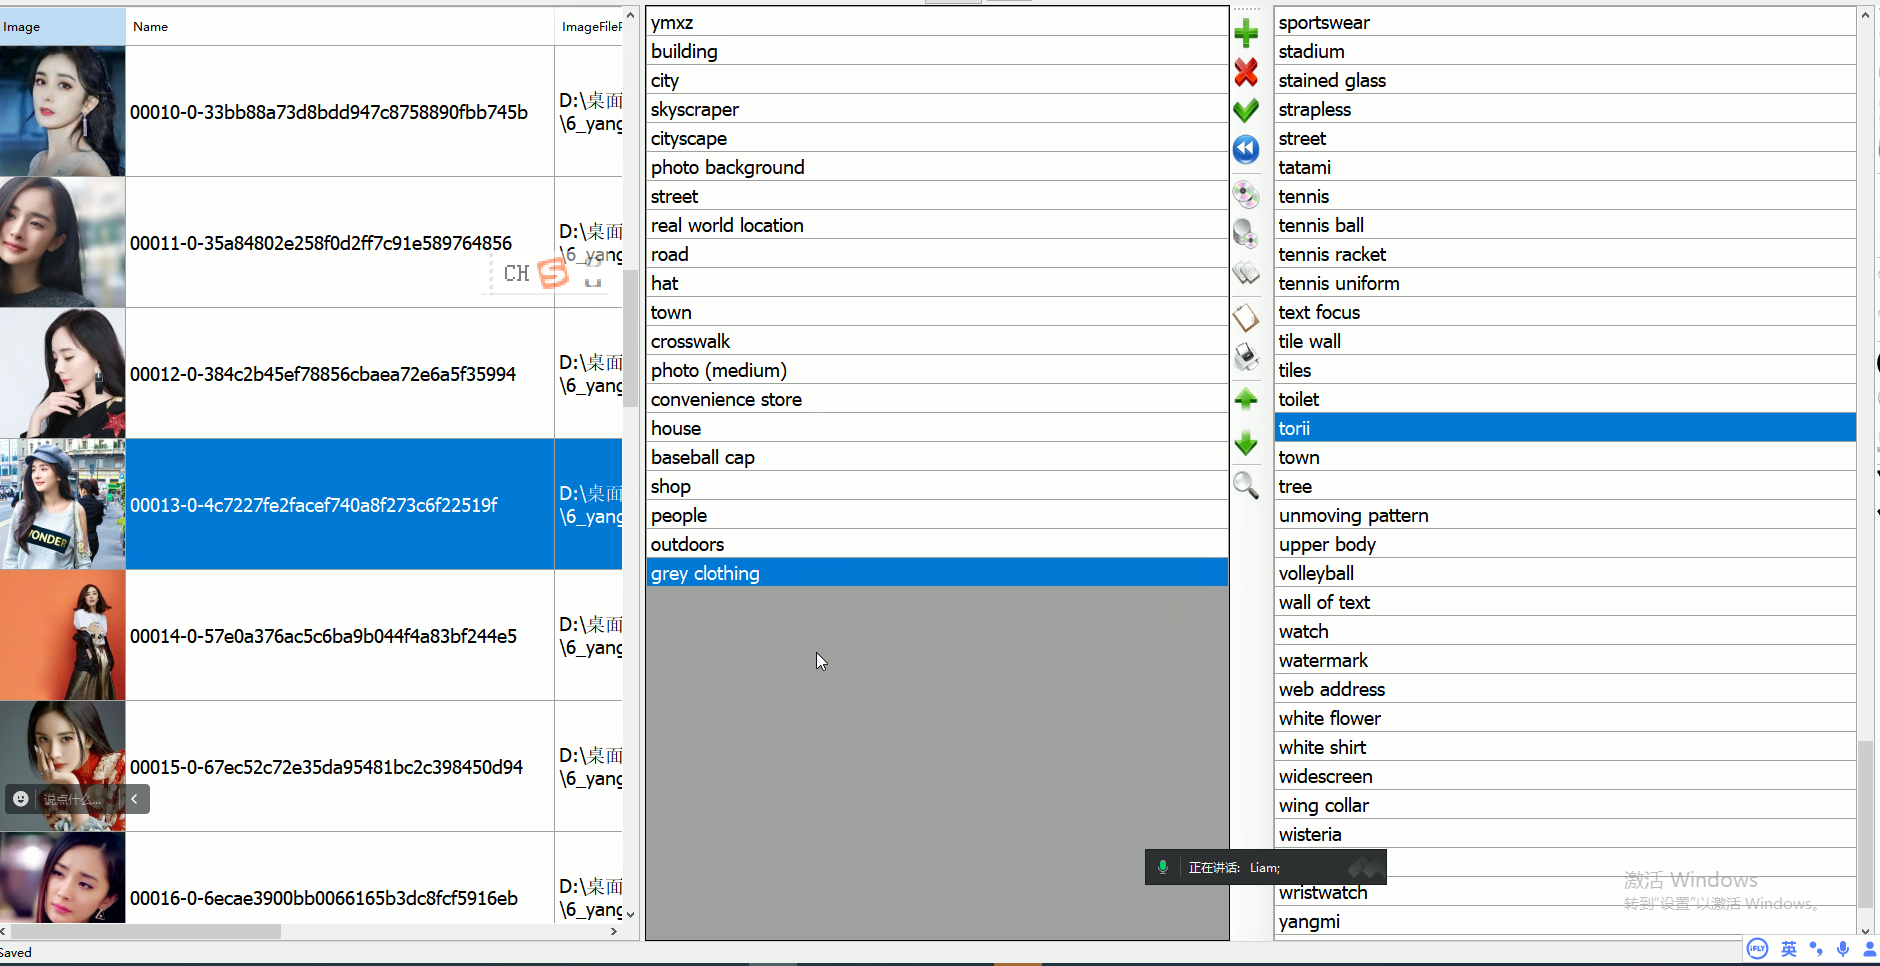 Image
Name
ImageFileP
00010-0-33bb88a73d8bdd947c8758890fbb745b
D:\桌面
\6_yang
00011-0-35a84802e258f0d2ff7c91e589764856
D:\桌面
\6_yang
CH
00012-0-384c2b45ef78856cbaea72e6a5f35994
D:\桌面
\6_yang
WONDER
00013-0-4c7227fe2facef740a8f273c6f22519f
D:\桌面
\6_yang
00014-0-57e0a376ac5c6ba9b044f4a83bf244e5
D:\桌面
\6_yang
00015-0-67ec52c72e35da95481bc2c398450d94
D:\桌面
\6_yang
说点什么...
00016-0-6ecae3900bb0066165b3dc8fcf5916eb
D:\桌面
\6_yang
Saved
ymxz
building
city
skyscraper
cityscape
photo background
street
real world location
road
hat
town
crosswalk
photo (medium)
convenience store
house
baseball cap
shop
people
outdoors
grey clothing
sportswear
stadium
stained glass
strapless
street
tatami
tennis
tennis ball
tennis racket
tennis uniform
text focus
tile wall
tiles
toilet
torii
town
tree
unmoving pattern
upper body
volleyball
wall of text
watch
watermark
web address
white flower
white shirt
widescreen
wing collar
wisteria
正在讲话: Liam;
wristwatch
yangmi
激活 Windows
转到"设置"以激活 Windows。
iFLY
英